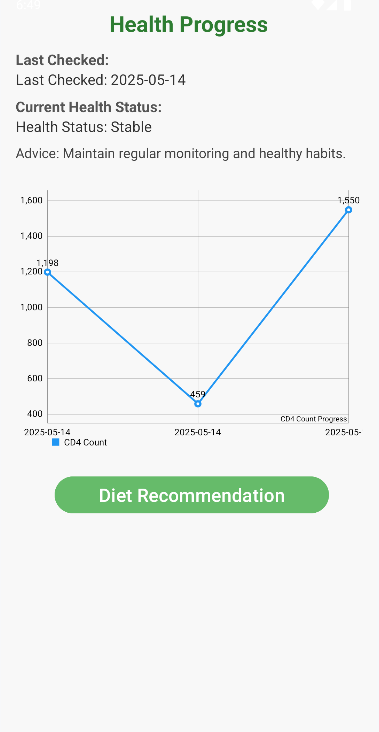 6:49
Health Progress
Last Checked:
Last Checked: 2025-05-14
Current Health Status:
Health Status: Stable
Advice: Maintain regular monitoring and healthy habits.
1,600
1,550
1,400
1,198
1,200
1,000
800
600
459
400
CD4 Count Progress
2025-05-14 2025-05-14 2025-05-
CD4 Count
Diet Recommendation